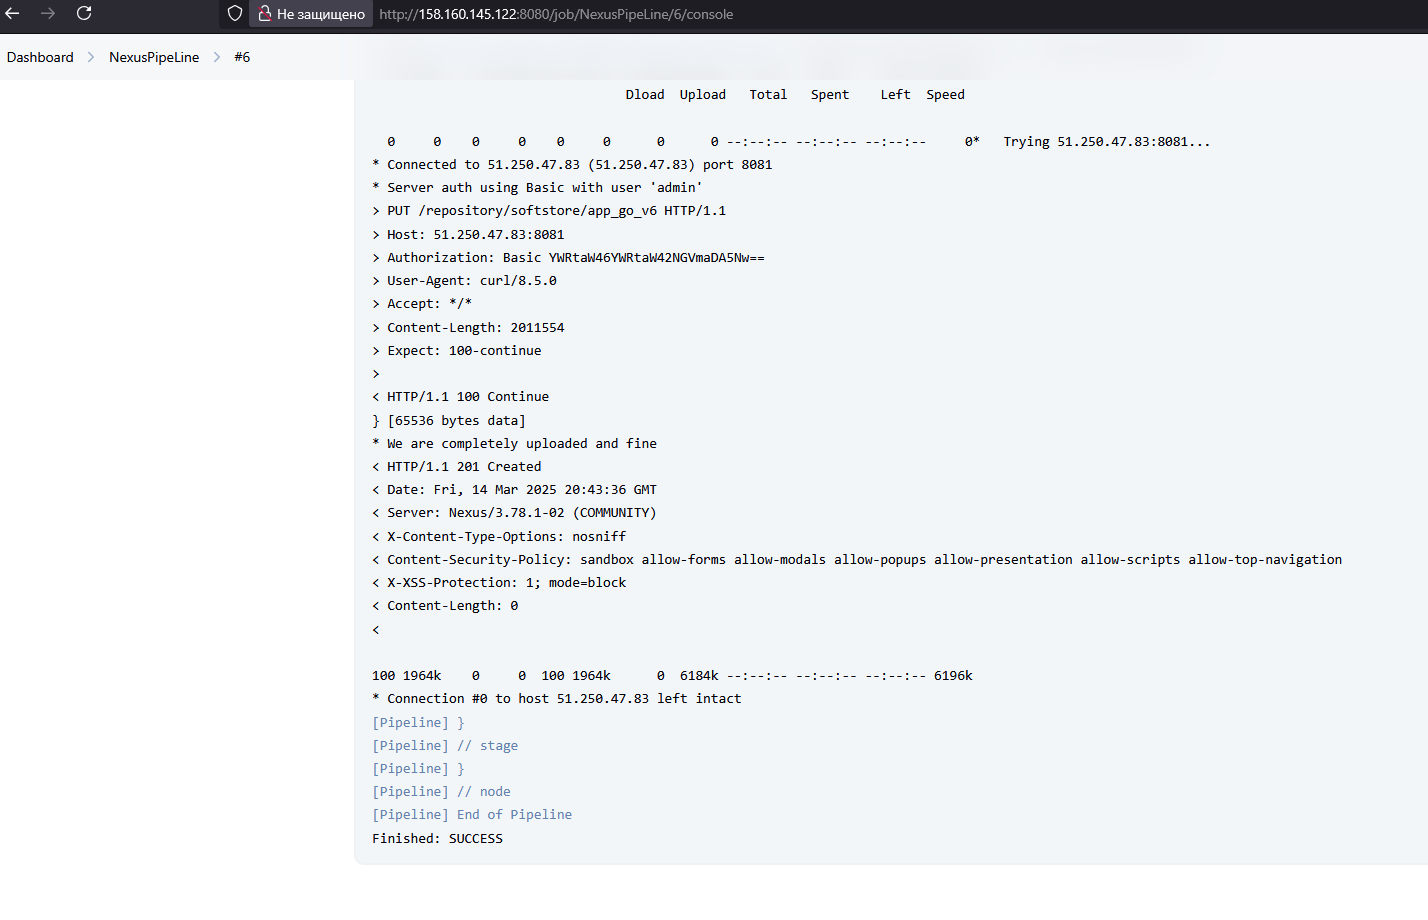 Не защищено http://158.160.145.122:8080/job/NexusPipeLine/6/console
Dashboard NexusPipeLine #6
Dload Upload Total Spent Left Speed
0 0 0 0 0 0 0 0 --:--:-- --:--:-- --:--:-- 0* Trying 51.250.47.83:8081...
* Connected to 51.250.47.83 (51.250.47.83) port 8081
* Server auth using Basic with user 'admin'
> PUT /repository/softstore/app_go_v6 HTTP/1.1
> Host: 51.250.47.83:8081
> Authorization: Basic YWRtaW46YWRtaW42NGVmaDA5Nw==
> User-Agent: curl/8.5.0
> Accept: */*
> Content-Length: 2011554
> Expect: 100-continue
>
< HTTP/1.1 100 Continue
} [65536 bytes data]
* We are completely uploaded and fine
< HTTP/1.1 201 Created
< Date: Fri, 14 Mar 2025 20:43:36 GMT
< Server: Nexus/3.78.1-02 (COMMUNITY)
< X-Content-Type-Options: nosniff
< Content-Security-Policy: sandbox allow-forms allow-modals allow-popups allow-presentation allow-scripts allow-top-navigation
< X-XSS-Protection: 1; mode=block
< Content-Length: 0
<
100 1964k 0 0 100 1964k 0 6184k --:--:-- --:--:-- --:--:-- 6196k
* Connection #0 to host 51.250.47.83 left intact
[Pipeline] }
[Pipeline] // stage
[Pipeline] }
[Pipeline] // node
[Pipeline] End of Pipeline
Finished: SUCCESS